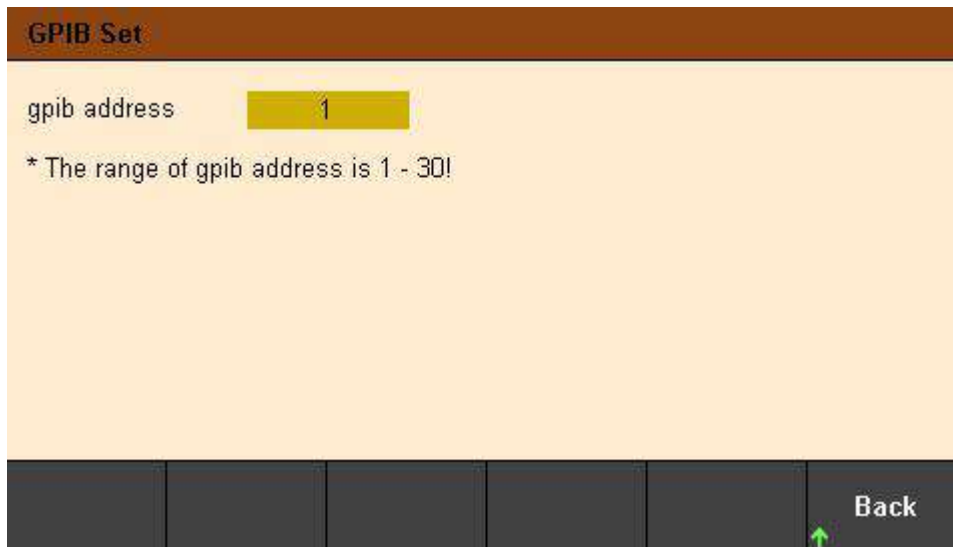 GPIB Set
gpib address 1
* The range of gpib address is 1 - 30!
Back